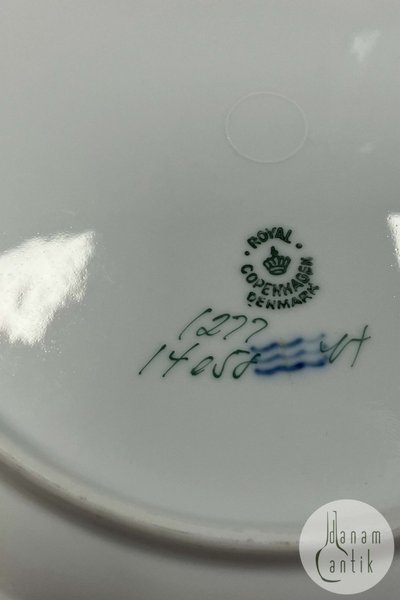 · ROYAL ·
COPENHAGEN
DENMARK
1277
14058
danam
antik